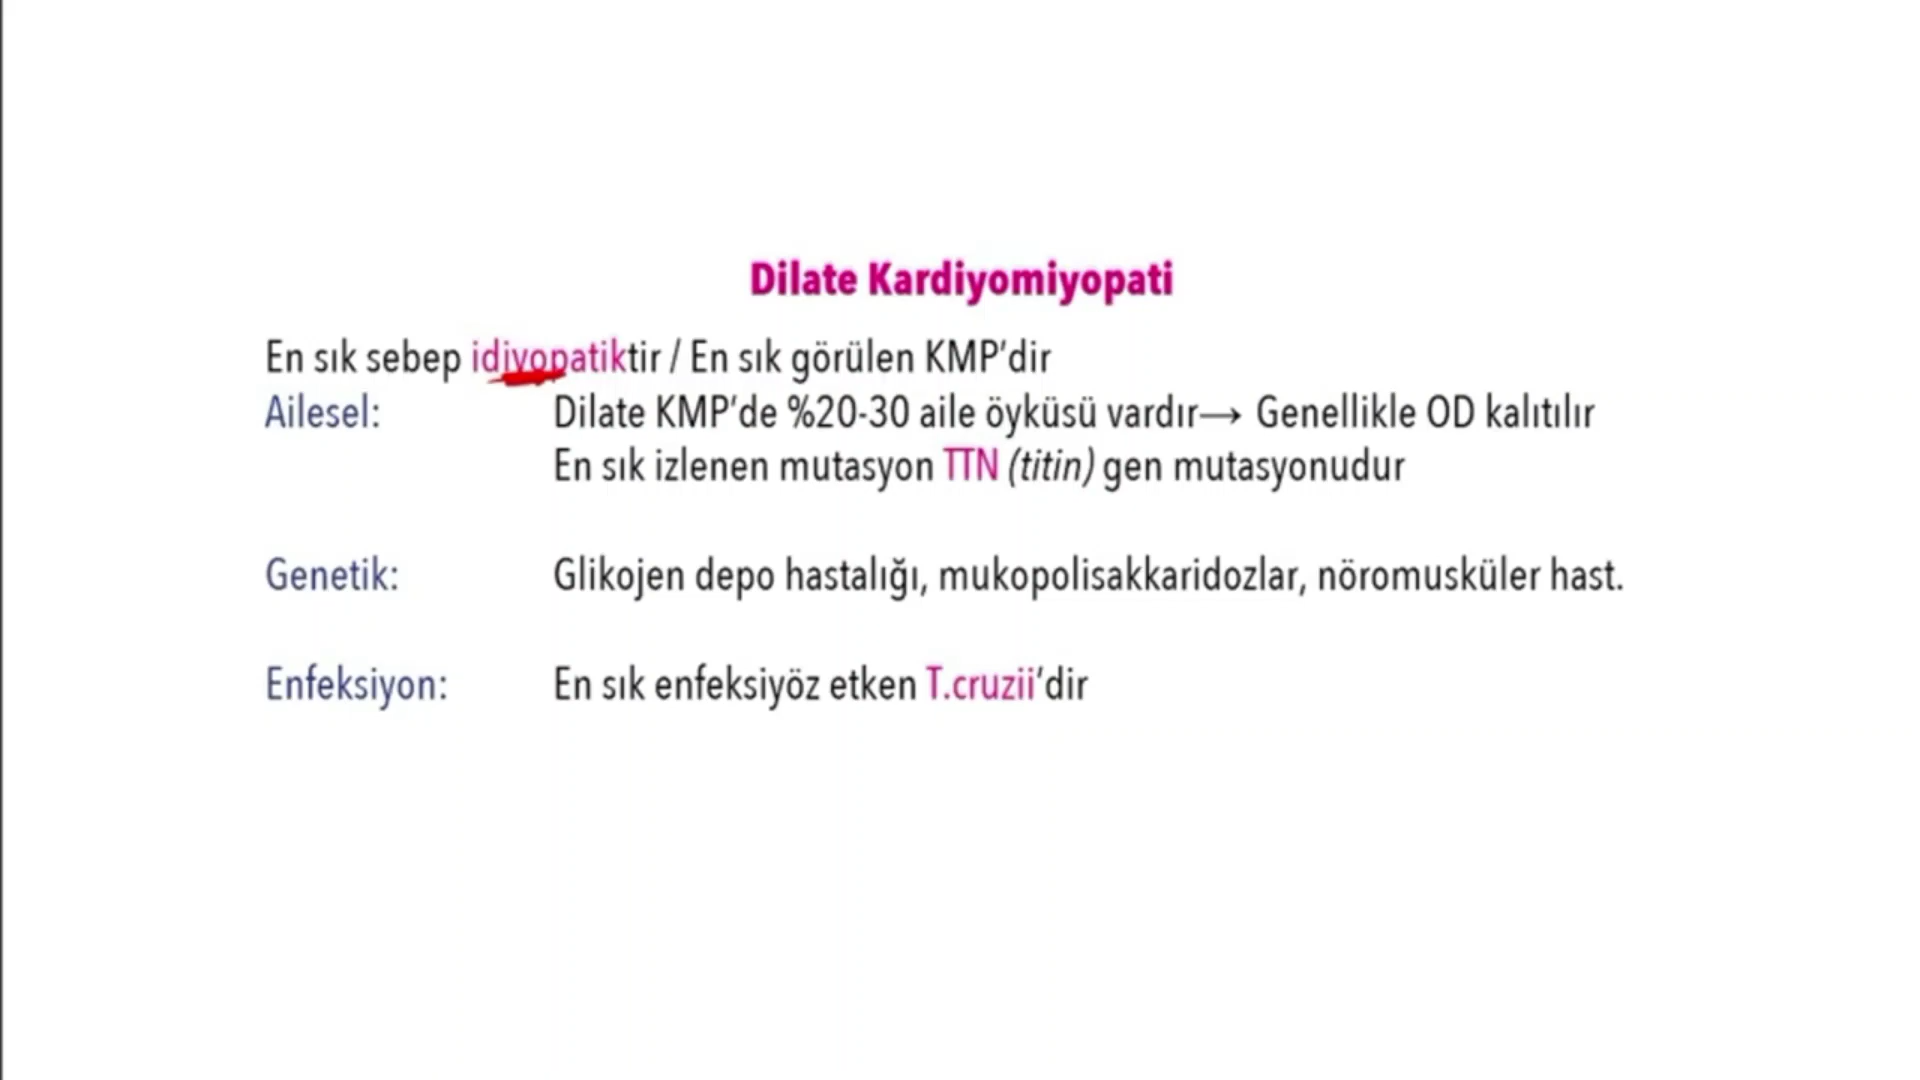 Dilate Kardiyomiyopati
En sık sebep idiyopatiktir / En sık görülen KMP'dir
Ailesel: Dilate KMP'de %20-30 aile öyküsü vardır→ Genellikle OD kalıtılır
En sık izlenen mutasyon TTN (titin) gen mutasyonudur
Genetik: Glikojen depo hastalığı, mukopolisakkaridozlar, nöromusküler hast.
Enfeksiyon: En sık enfeksiyöz etken T.cruzii'dir